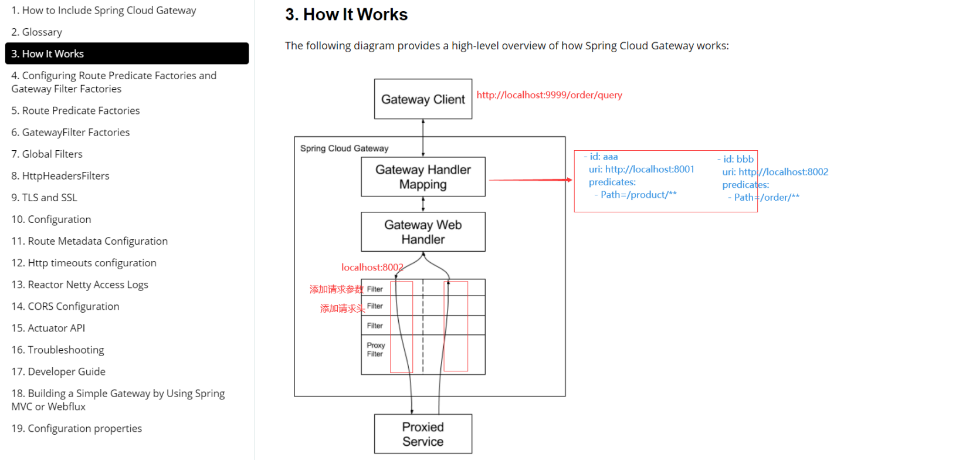 1. How to Include Spring Cloud Gateway
2. Glossary
3. How It Works
4. Configuring Route Predicate Factories and
Gateway Filter Factories
5. Route Predicate Factories
6. GatewayFilter Factories
7. Global Filters
8. HttpHeadersFilters
9. TLS and SSL
10. Configuration
11. Route Metadata Configuration
12. Http timeouts configuration
13. Reactor Netty Access Logs
14. CORS Configuration
15. Actuator API
16. Troubleshooting
17. Developer Guide
18. Building a Simple Gateway by Using Spring
MVC or Webflux
19. Configuration properties
3. How It Works
The following diagram provides a high-level overview of how Spring Cloud Gateway works:
Gateway Client
http://localhost:9999/order/query
Spring Cloud Gateway
Gateway Handler
Mapping
- id: aaa
uri: http://localhost:8001
predicates:
- Path=/product/**
- id: bbb
uri: http://localhost:8002
predicates:
- Path=/order/**
Gateway Web
Handler
localhost:8002
添加请求参数 Filter
添加请求头 Filter
Filter
Proxy
Filter
Proxied
Service